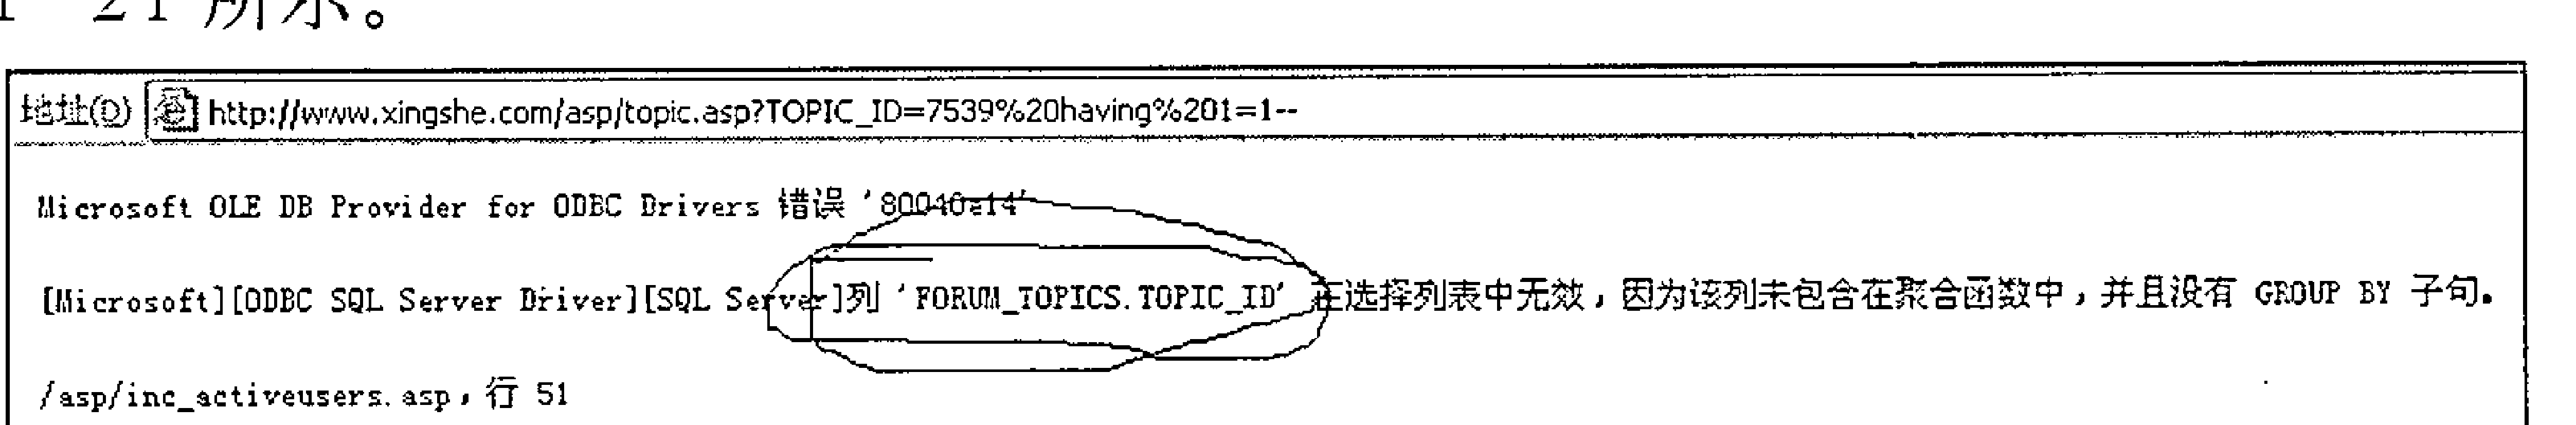 21 所示。
地址(D) http://www.xingshe.com/asp/topic.asp?TOPIC_ID=7539%20having%201=1--
Microsoft OLE DB Provider for ODBC Drivers 错误 '80040e14'
[Microsoft][ODBC SQL Server Driver][SQL Server]列 'FORUM_TOPICS.TOPIC_ID' 在选择列表中无效，因为该列未包含在聚合函数中，并且没有 GROUP BY 子句。
/asp/inc_activeusers.asp，行 51